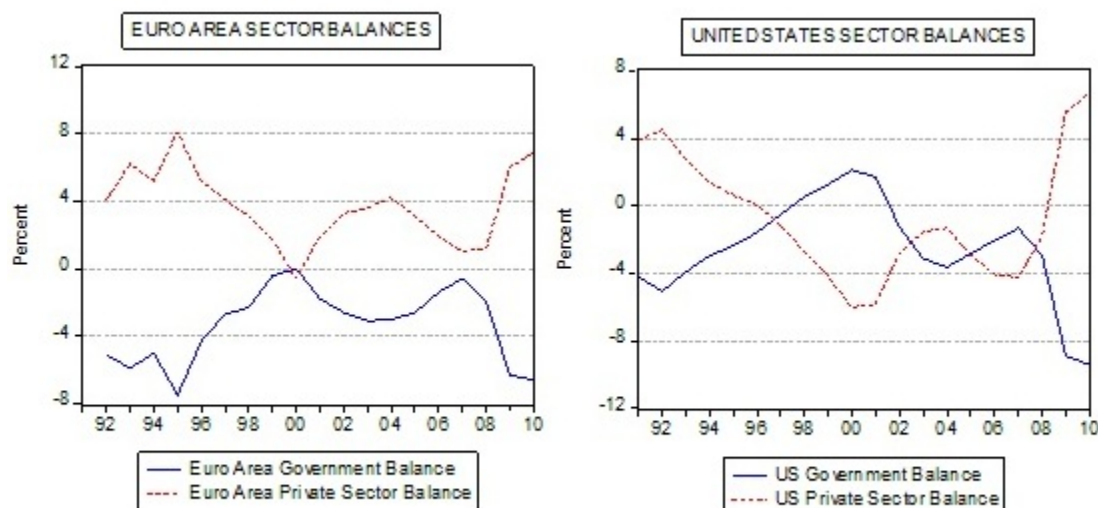 EURO AREA SECTOR BALANCES
12
8
4
0
-4
-8
Percent
92 94 96 98 00 02 04 06 08 10
Euro Area Government Balance
Euro Area Private Sector Balance
UNITED STATES SECTOR BALANCES
8
4
0
-4
-8
-12
Percent
92 94 96 98 00 02 04 06 08 10
US Government Balance
US Private Sector Balance